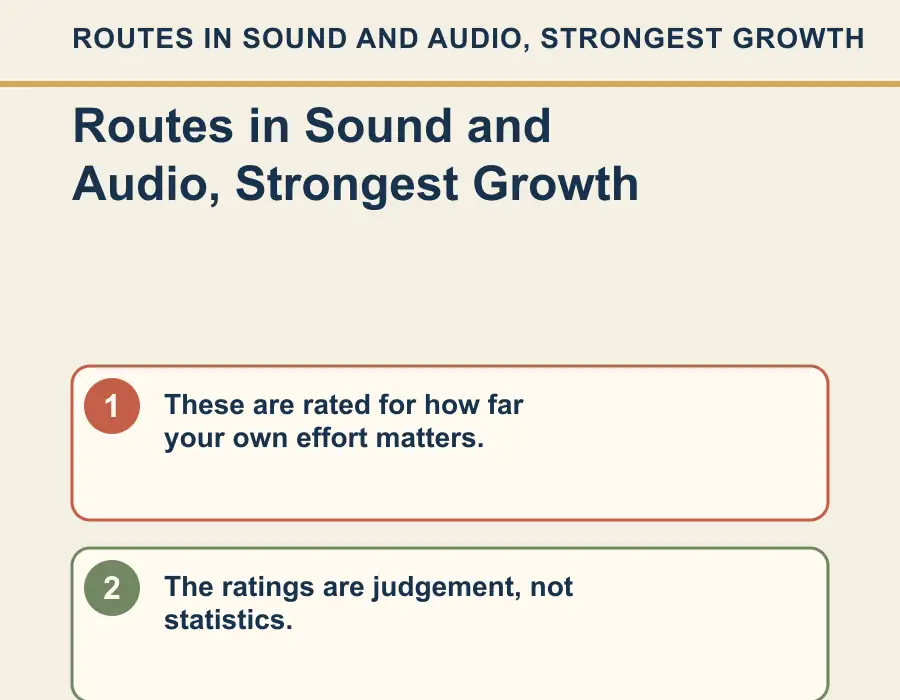 ROUTES IN SOUND AND AUDIO, STRONGEST GROWTH
Routes in Sound and
Audio, Strongest Growth
1
These are rated for how far
your own effort matters.
2
The ratings are judgement, not
statistics.